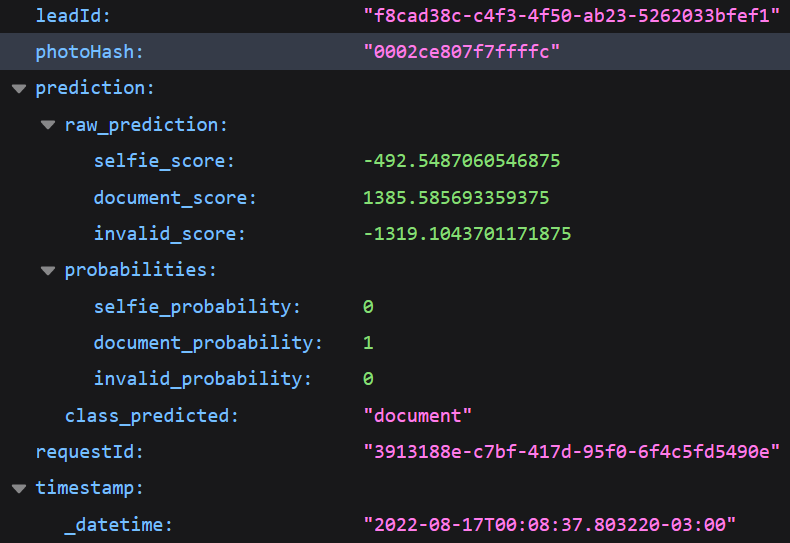 leadId: "f8cad38c-c4f3-4f50-ab23-5262033bfef1"
photoHash: "0002ce807f7ffffc"
prediction:
raw_prediction:
selfie_score: -492.5487060546875
document_score: 1385.585693359375
invalid_score: -1319.1043701171875
probabilities:
selfie_probability: 0
document_probability: 1
invalid_probability: 0
class_predicted: "document"
requestId: "3913188e-c7bf-417d-95f0-6f4c5fd5490e"
timestamp:
_datetime: "2022-08-17T00:08:37.803220-03:00"